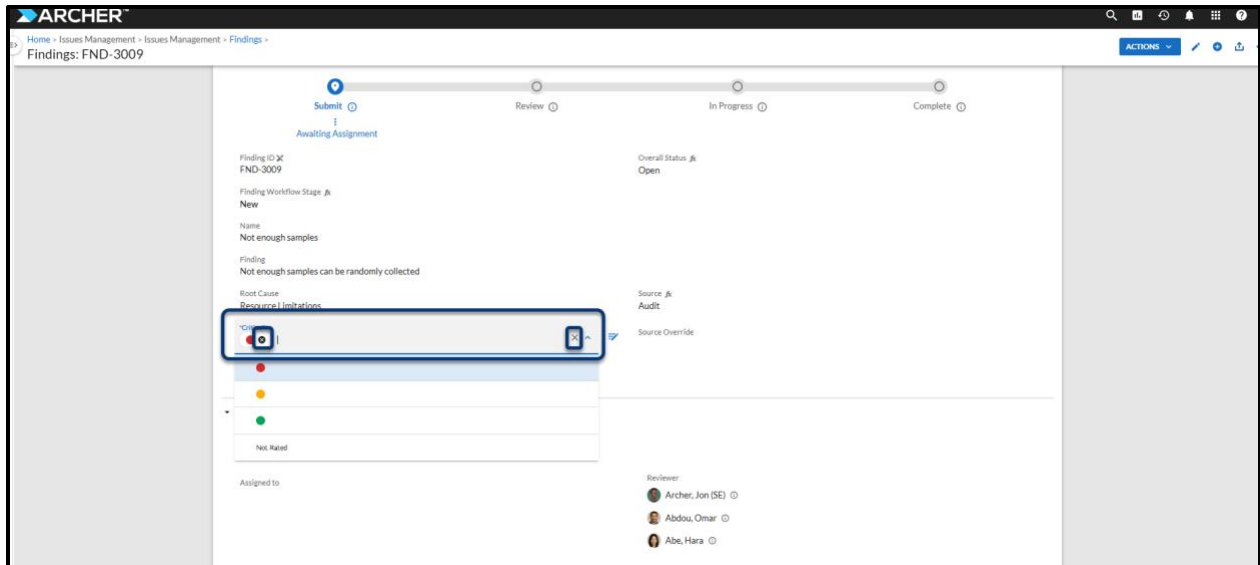 ARCHER™
Home > Issues Management > Issues Management > Findings >
Findings: FND-3009
ACTIONS
Submit
Review
In Progress
Complete
Awaiting Assignment
Finding ID
FND-3009
Overall Status
Open
Finding Workflow Stage
New
Name
Not enough samples
Finding
Not enough samples can be randomly collected
Root Cause
Resource Limitations
Source
Audit
Source Override
Not Rated
Assigned to
Reviewer
Archer, Jon (SE)
Abdou, Omar
Abe, Hara